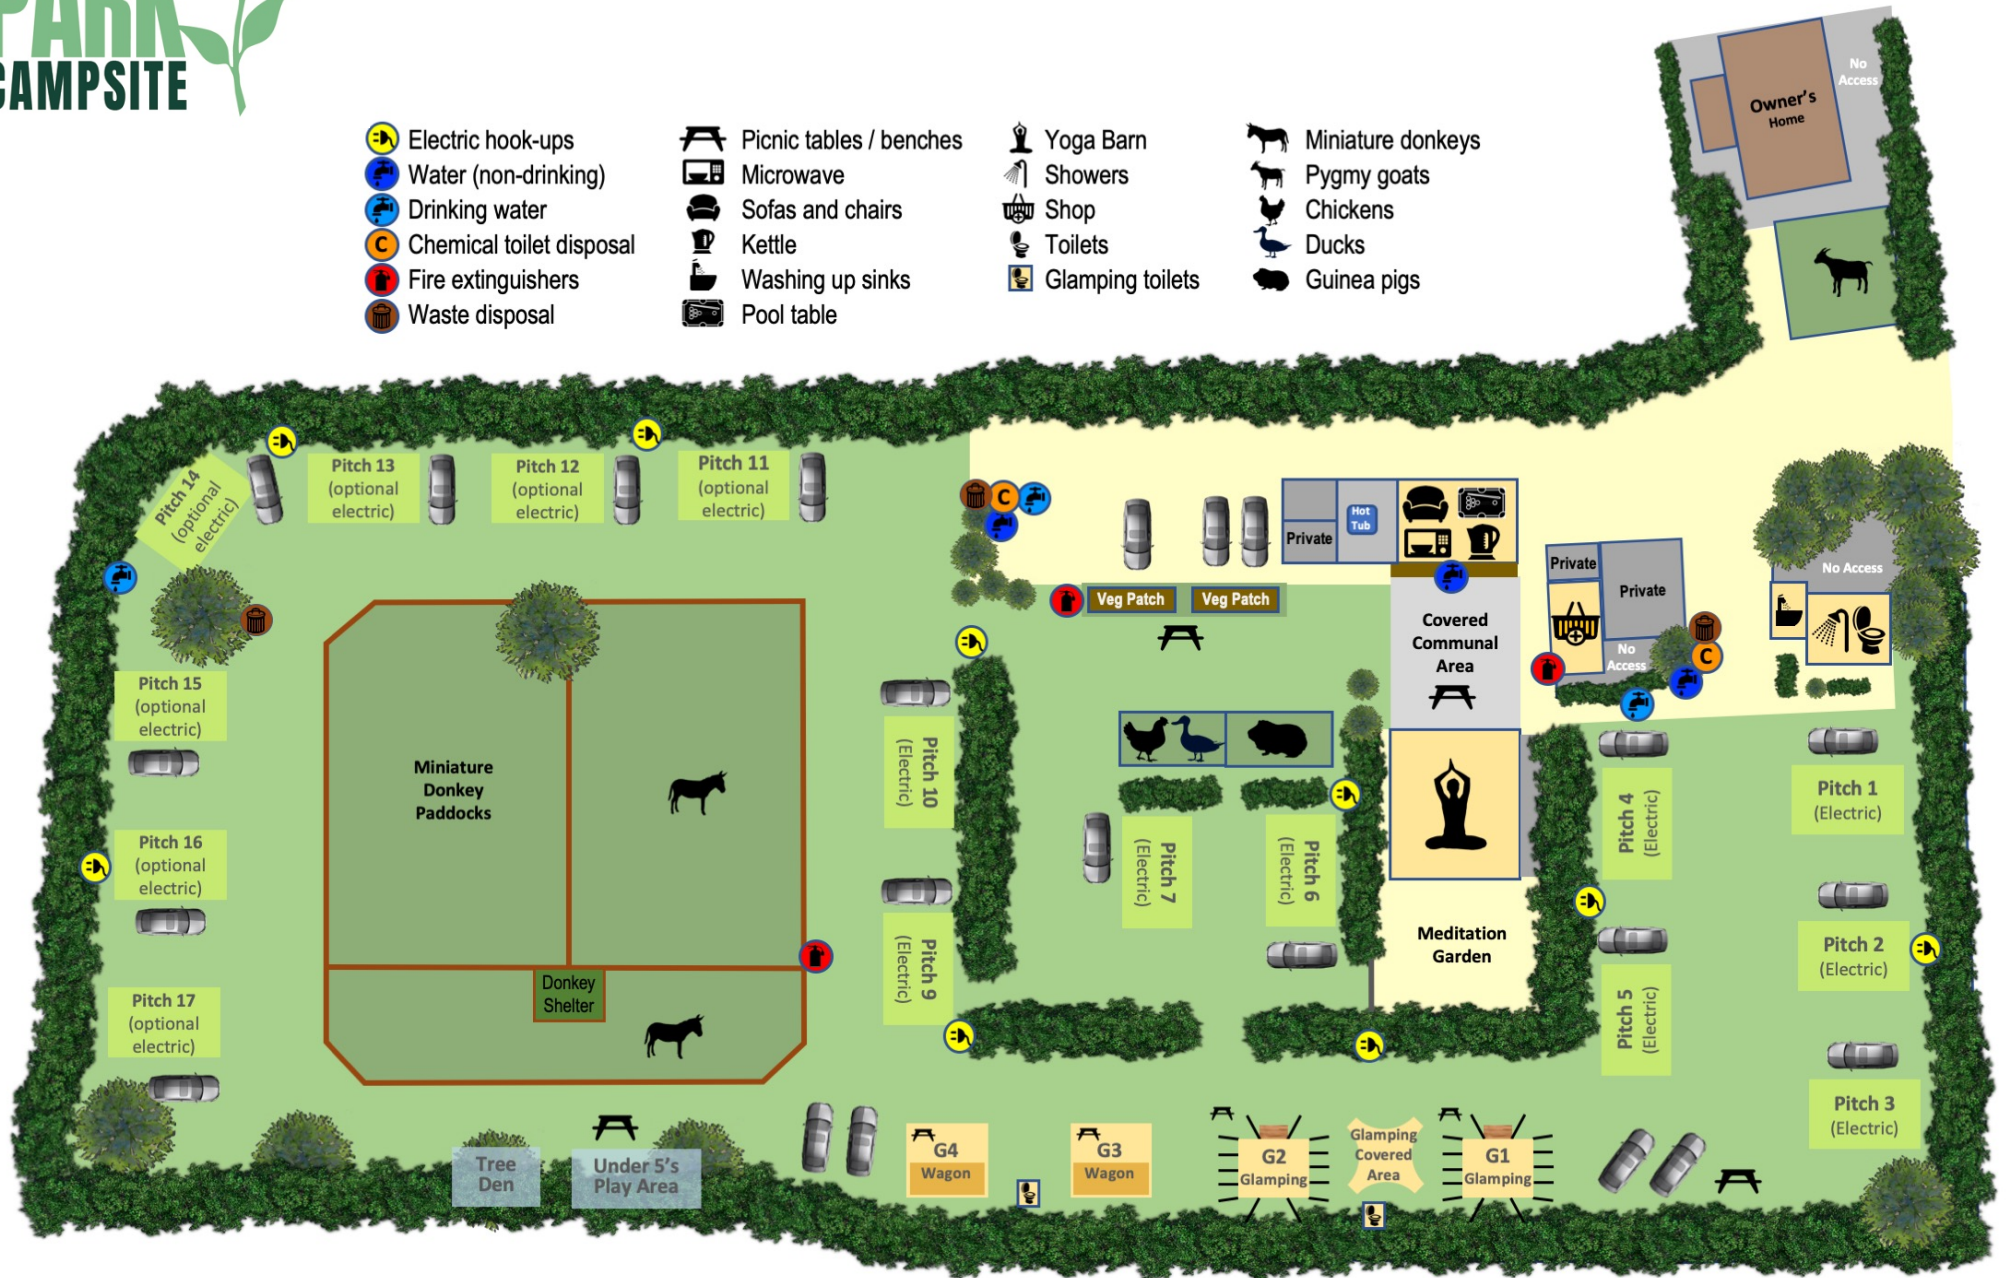 PARK
CAMPSITE
Electric hook-ups
Water (non-drinking)
Drinking water
C
Chemical toilet disposal
Fire extinguishers
Waste disposal
Picnic tables / benches
Microwave
Sofas and chairs
Kettle
Washing up sinks
Pool table
Yoga Barn
Showers
Shop
Toilets
Glamping toilets
Miniature donkeys
Pygmy goats
Chickens
Ducks
Guinea pigs
No
Access
Owner's
Home
Pitch 14
(optional
electric)
Pitch 13
(optional
electric)
Pitch 12
(optional
electric)
Pitch 11
(optional
electric)
C
Private
Hot
Tub
Veg Patch
Veg Patch
Covered
Communal
Area
Private
Private
No
Access
C
No Access
Pitch 15
(optional
electric)
Pitch 16
(optional
electric)
Pitch 17
(optional
electric)
Miniature
Donkey
Paddocks
Donkey
Shelter
Pitch 10
(Electric)
Pitch 9
(Electric)
Pitch 7
(Electric)
Pitch 6
(Electric)
Meditation
Garden
Pitch 4
(Electric)
Pitch 5
(Electric)
Pitch 1
(Electric)
Pitch 2
(Electric)
Pitch 3
(Electric)
Tree
Den
Under 5's
Play Area
G4
Wagon
G3
Wagon
G2
Glamping
Glamping
Covered
Area
G1
Glamping